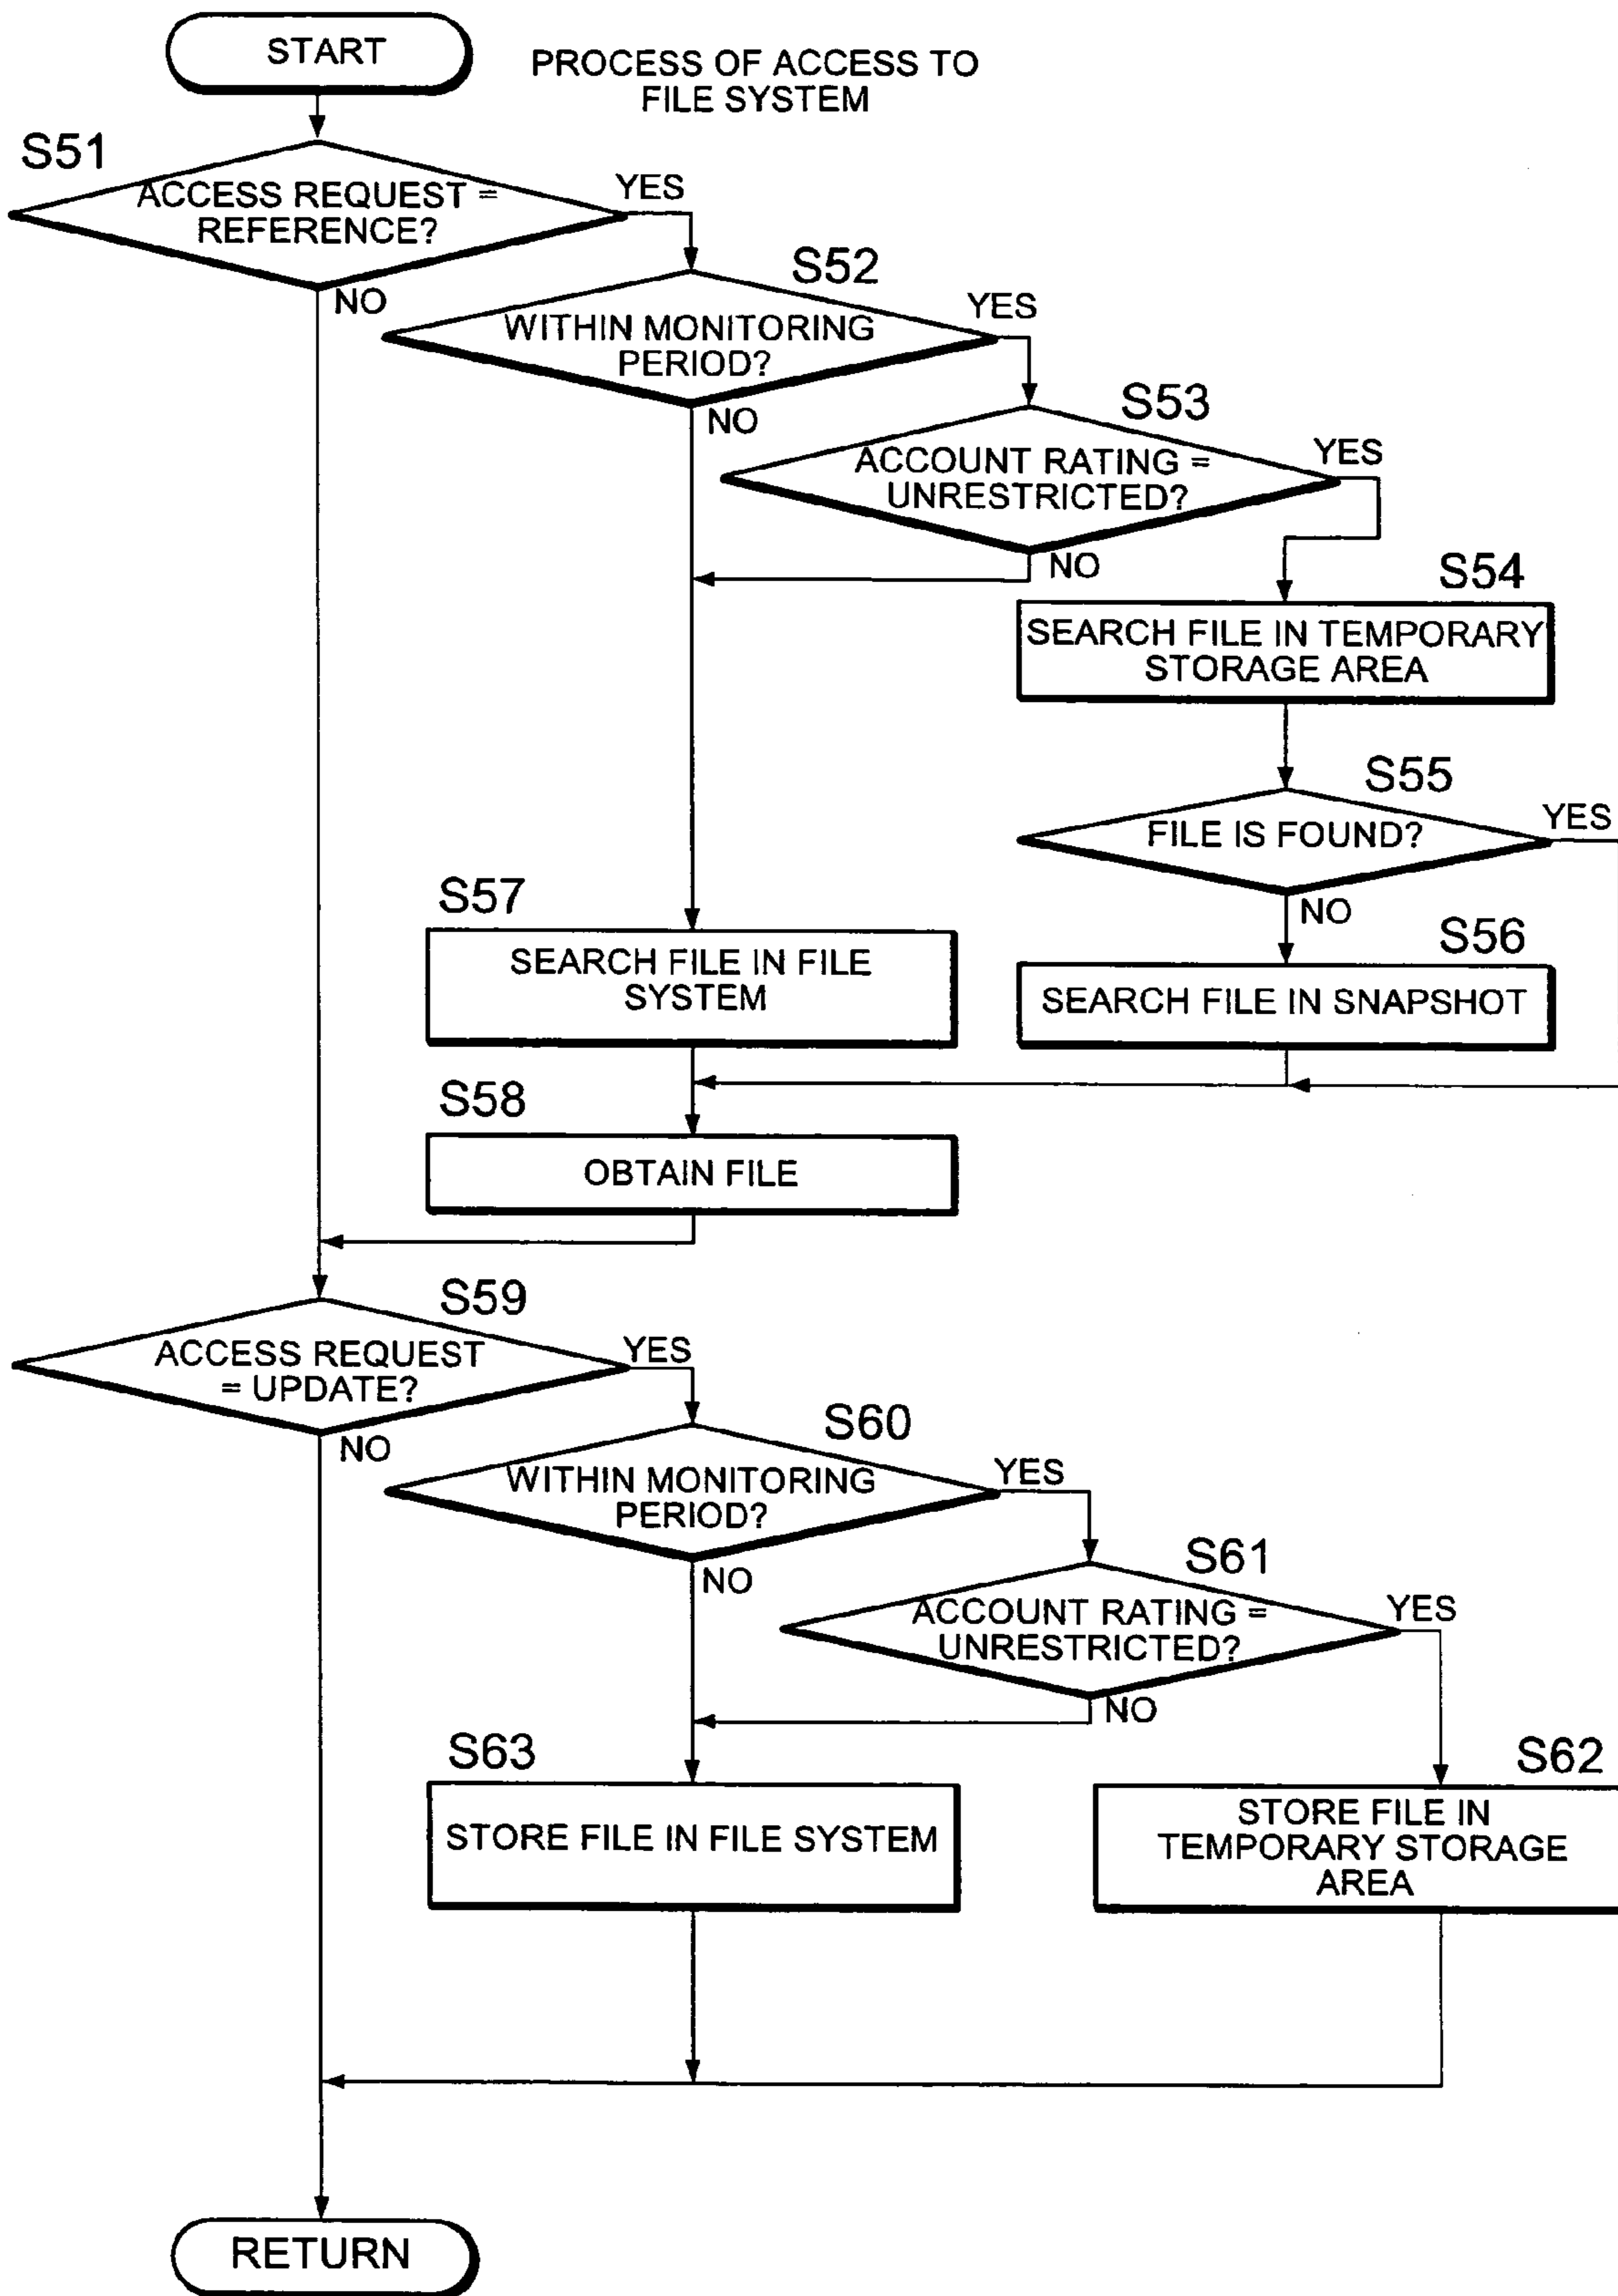 START
PROCESS OF ACCESS TO
FILE SYSTEM
S51
ACCESS REQUEST =
REFERENCE?
YES
NO
S52
WITHIN MONITORING
PERIOD?
YES
NO
S53
ACCOUNT RATING =
UNRESTRICTED?
YES
NO
S54
SEARCH FILE IN TEMPORARY
STORAGE AREA
S55
FILE IS FOUND?
YES
NO
S57
SEARCH FILE IN FILE
SYSTEM
S56
SEARCH FILE IN SNAPSHOT
S58
OBTAIN FILE
S59
ACCESS REQUEST
= UPDATE?
YES
NO
S60
WITHIN MONITORING
PERIOD?
YES
NO
S61
ACCOUNT RATING =
UNRESTRICTED?
YES
NO
S63
STORE FILE IN FILE SYSTEM
S62
STORE FILE IN
TEMPORARY STORAGE
AREA
RETURN